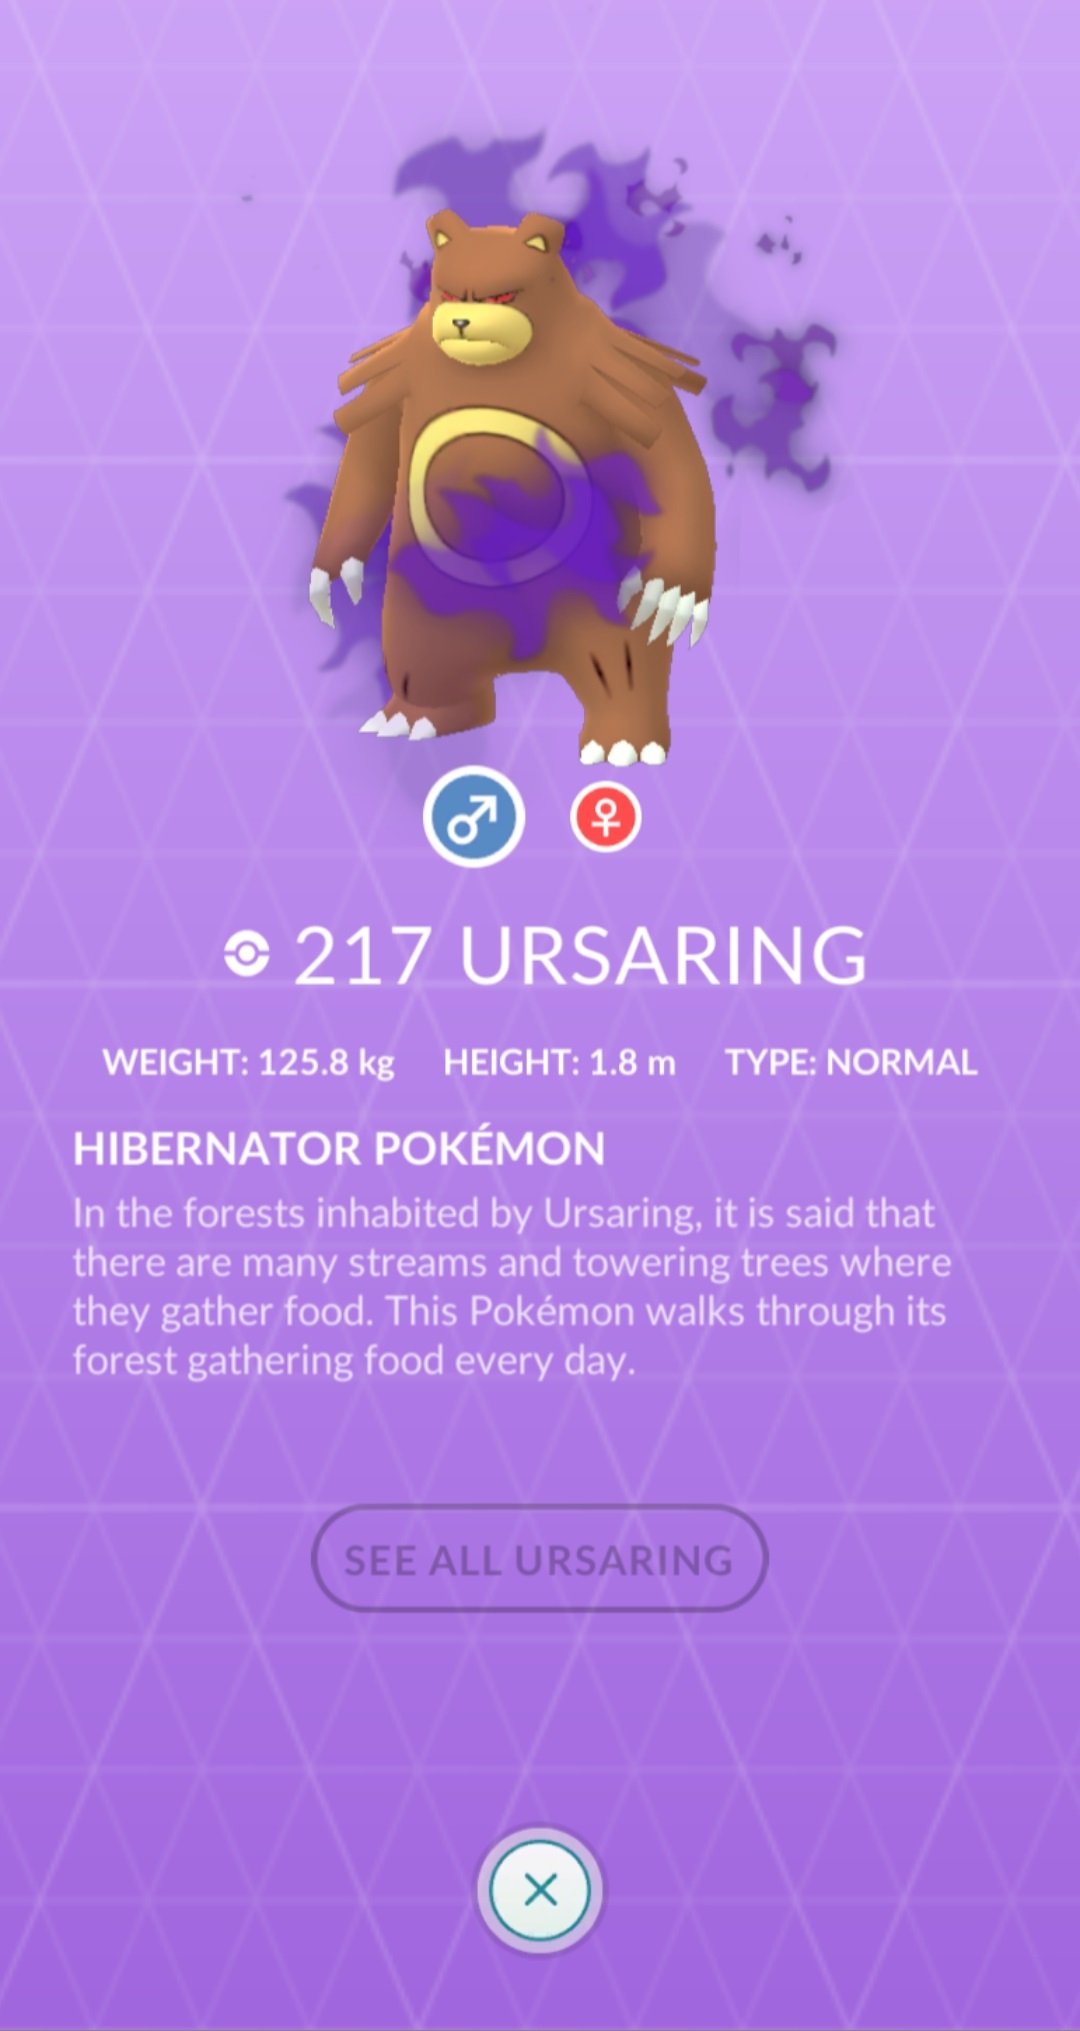 217 URSARING
WEIGHT: 125.8 kg HEIGHT: 1.8 m TYPE: NORMAL
HIBERNATOR POKÉMON
In the forests inhabited by Ursaring, it is said that
there are many streams and towering trees where
they gather food. This Pokémon walks through its
forest gathering food every day.
SEE ALL URSARING